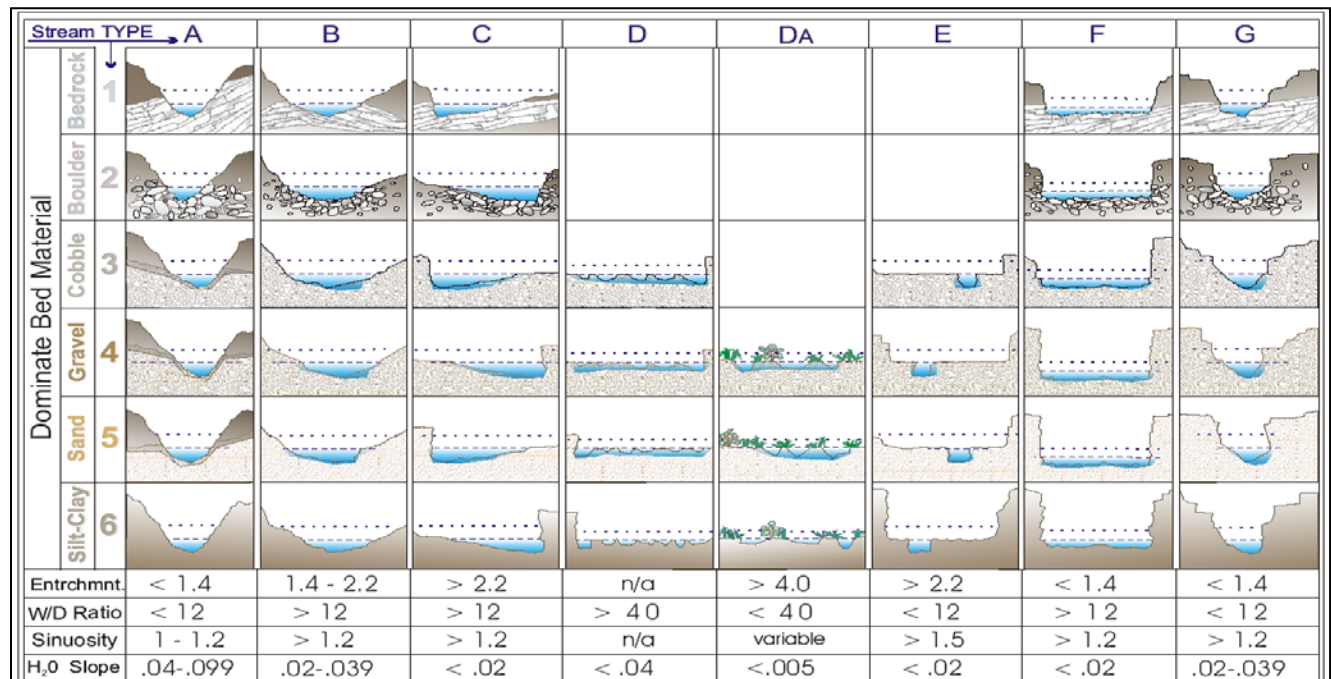 Stream TYPE A B C D DA E F G
Dominate Bed Material
Bedrock 1
Boulder 2
Cobble 3
Gravel 4
Sand 5
Silt-Clay 6
Entrchmnt. < 1.4 1.4 - 2.2 > 2.2 n/a > 4.0 > 2.2 < 1.4 < 1.4
W/D Ratio < 12 > 12 > 12 > 40 < 40 < 12 > 12 < 12
Sinuosity 1 - 1.2 > 1.2 > 1.2 n/a variable > 1.5 > 1.2 > 1.2
H₂0 Slope .04-.099 .02-.039 < .02 < .04 <.005 < .02 < .02 .02-.039